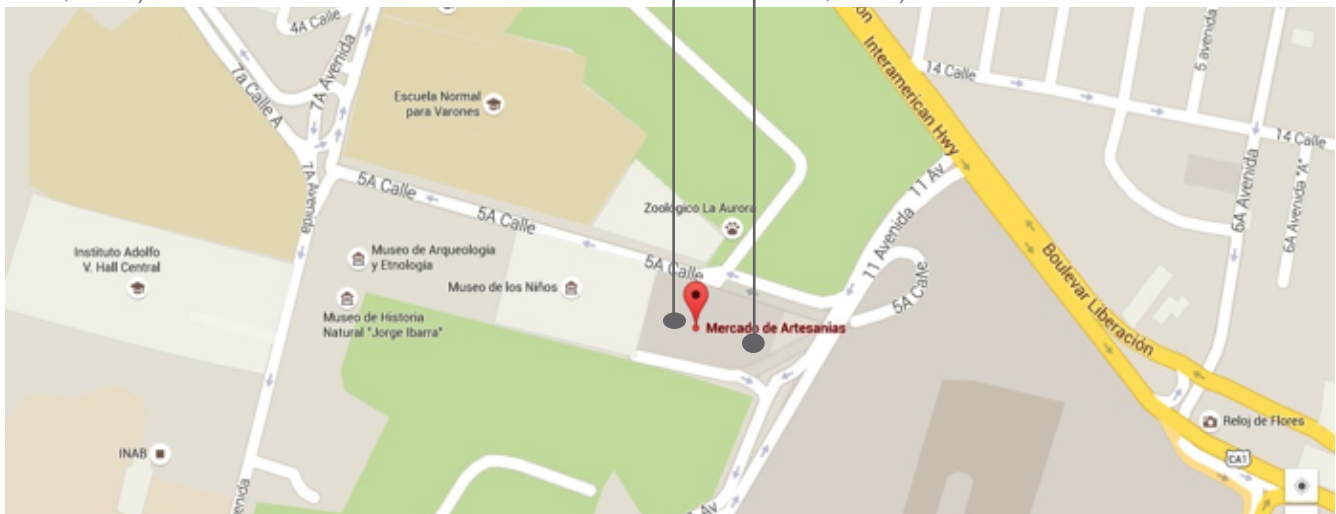 4A Calle
7a Calle A
7A Avenida
Escuela Normal
para Varones
Interamerican Hwy
14 Calle
5 avenida
14 Calle
11 Av
6A Avenida
6A Avenida "A"
7A Avenida
5A Calle
5A Calle
Zoológico La Aurora
Instituto Adolfo
V. Hall Central
Museo de Arqueologia
y Etnologia
Museo de los Niños
5A Calle
11 Avenida
5A Calle
Boulevar Liberación
Museo de Historia
Natural "Jorge Ibarra"
Mercado de Artesanias
Reloj de Flores
INAB
CA1
Av